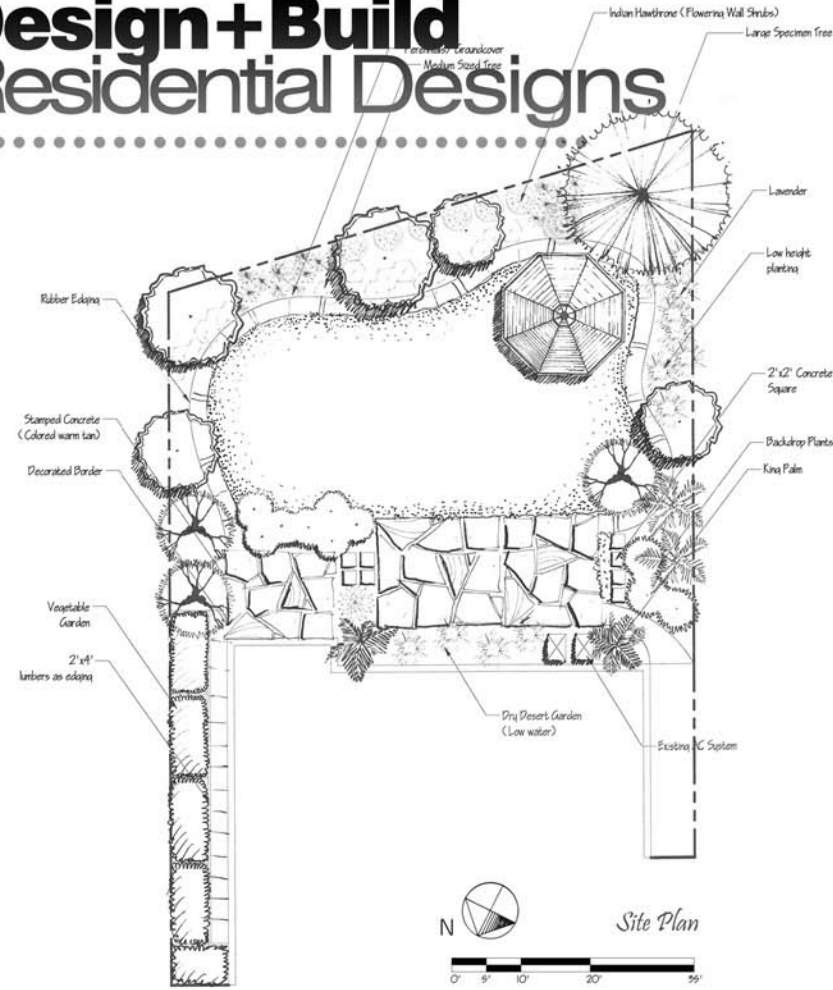 Design+Build
Residential Designs
Indian Hawthrone (Flowering Wall Shrubs)
Large Specimen Tree
Perennials/ Groundcover
Medium Sized Tree
Lavender
Low height
planting
Rubber Edging
2'x2' Concrete
Square
Stamped Concrete
(Colored warm tan)
Backdrop Plants
Decorated Border
King Palm
Vegetable
Garden
2"x4"
lumbers as edging
Dry Desert Garden
(Low water)
Existing AC System
N
Site Plan
0' 5' 10' 20' 35'